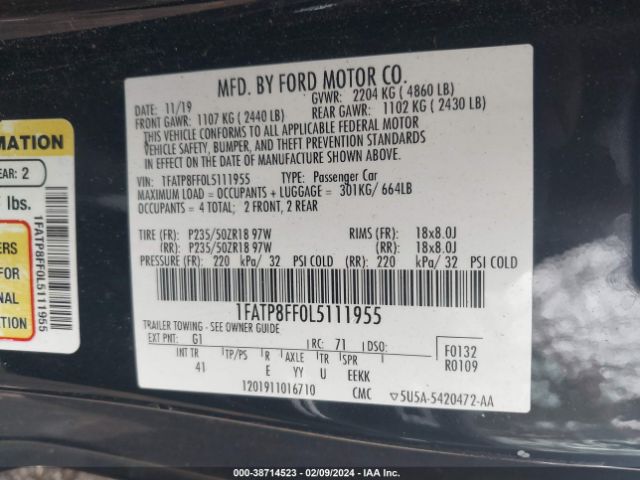 MFD. BY FORD MOTOR CO.
DATE: 11/19 GVWR: 2204 KG ( 4860 LB)
FRONT GAWR: 1107 KG ( 2440 LB) REAR GAWR: 1102 KG ( 2430 LB)
THIS VEHICLE CONFORMS TO ALL APPLICABLE FEDERAL MOTOR
VEHICLE SAFETY, BUMPER, AND THEFT PREVENTION STANDARDS
IN EFFECT ON THE DATE OF MANUFACTURE SHOWN ABOVE.
VIN: 1FATP8FF0L5111955 TYPE: Passenger Car
MAXIMUM LOAD = OCCUPANTS + LUGGAGE = 301KG/ 664LB
OCCUPANTS = 4 TOTAL; 2 FRONT, 2 REAR
TIRE (FR): P235/50ZR18 97W RIMS (FR): 18x8.0J
(RR): P235/50ZR18 97W (RR): 18x8.0J
PRESSURE (FR): 220 kPa/ 32 PSI COLD (RR): 220 kPa/ 32 PSI COLD
1FATP8FF0L5111955
TRAILER TOWING - SEE OWNER GUIDE
EXT PNT: G1 RC: 71 DSO: F0132
INT TR TP/PS R AXLE TR SPR R0109
41 E YY U EEKK
1201911016710 CMC 5U5A-5420472-AA
MATION
EAR: 2
lbs.
ERS
FOR
NAL
ON
1FATP8FF0L5111955
000-38714523 - 02/09/2024 - IAA Inc.